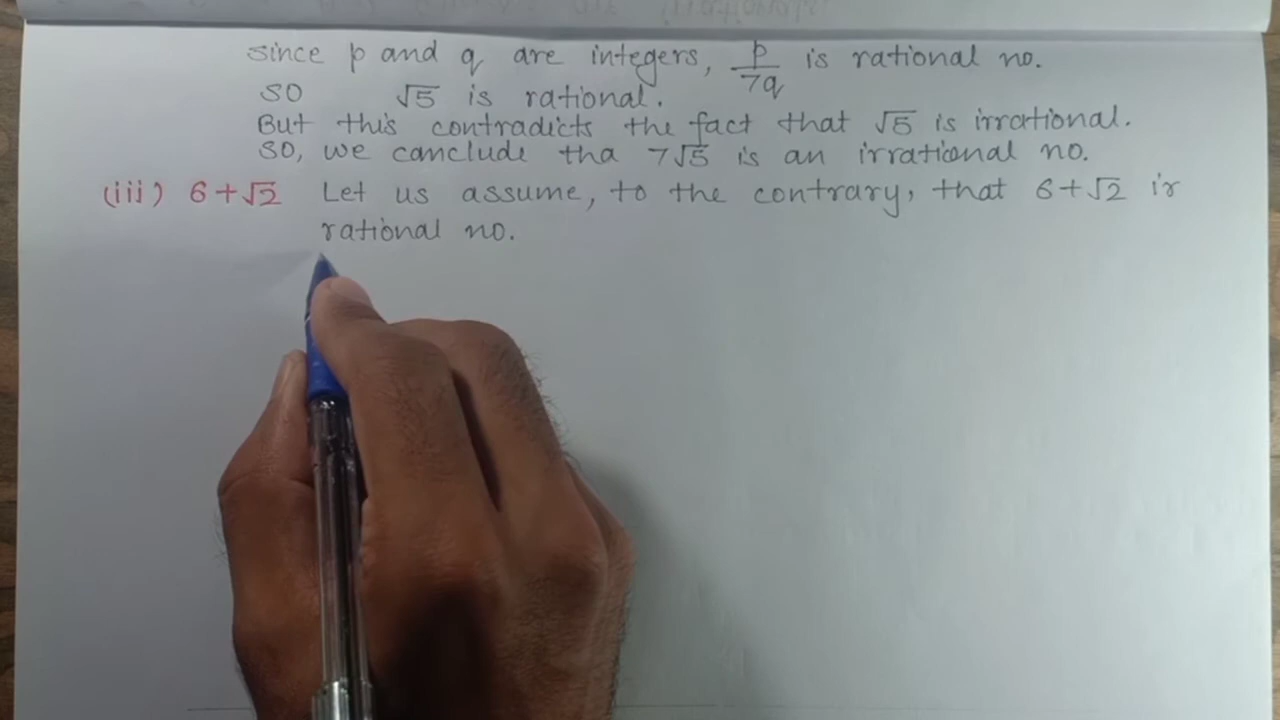 since p and q are integers, p/7q is rational no.
so √5 is rational.
But this contradicts the fact that √5 is irrational.
so, we canclude tha 7√5 is an irrational no.
(iii) 6+√2 Let us assume, to the contrary, that 6+√2 is
rational no.